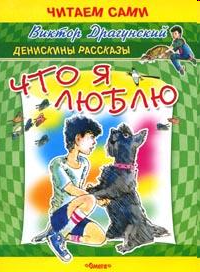 ЧИТАЕМ САМИ
Виктор Драгунский
ДЕНИСКИНЫ РАССКАЗЫ
ЧТО Я
ЛЮБЛЮ
"Омега"